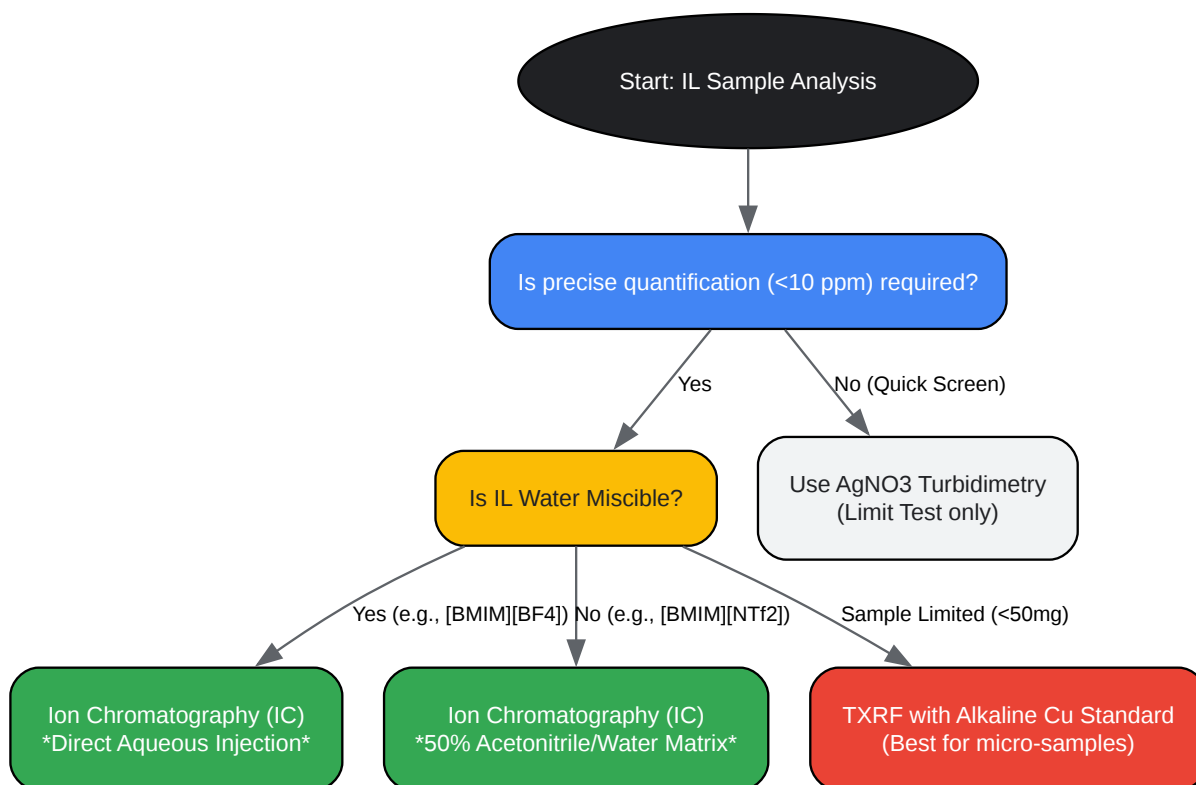 Start: IL Sample Analysis
Is precise quantification (<10 ppm) required?
Yes
No (Quick Screen)
Is IL Water Miscible?
Use AgNO3 Turbidimetry
(Limit Test only)
Yes (e.g., [BMIM][BF4])
No (e.g., [BMIM][NTf2])
Sample Limited (<50mg)
Ion Chromatography (IC)
*Direct Aqueous Injection*
Ion Chromatography (IC)
*50% Acetonitrile/Water Matrix*
TXRF with Alkaline Cu Standard
(Best for micro-samples)